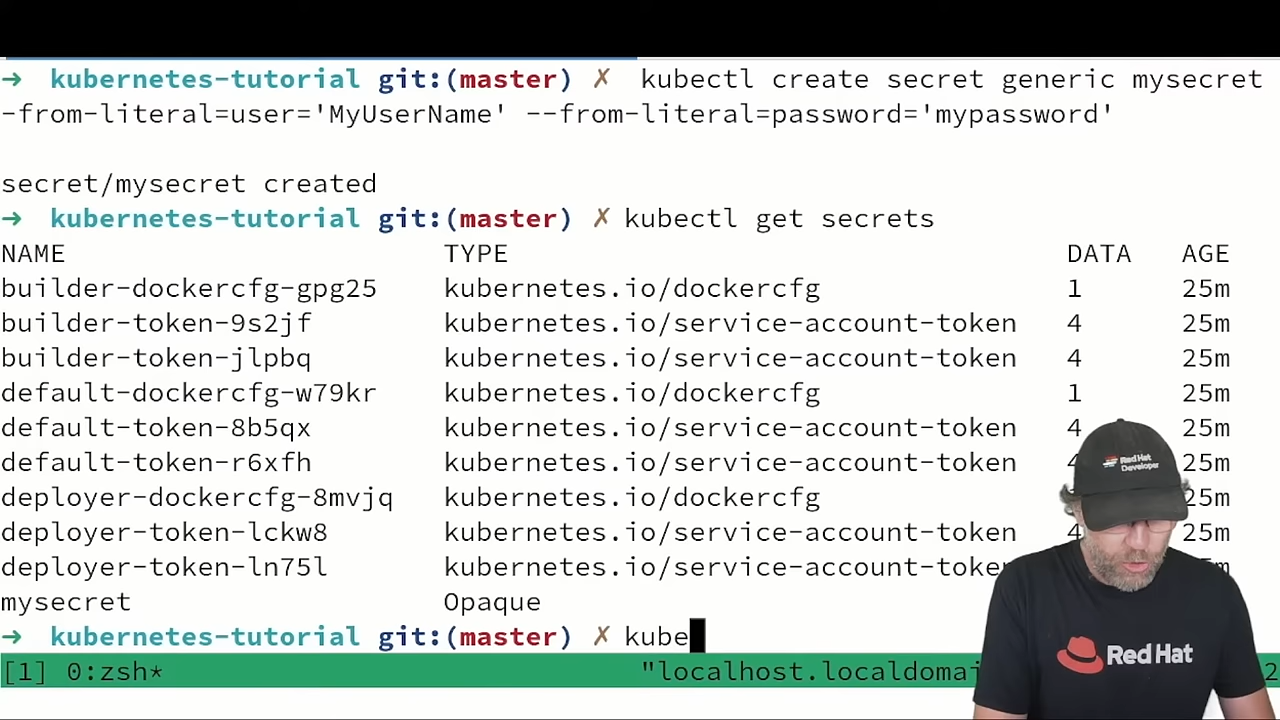 → kubernetes-tutorial git:(master) ✗ kubectl create secret generic mysecret
-from-literal=user='MyUserName' --from-literal=password='mypassword'
secret/mysecret created
→ kubernetes-tutorial git:(master) ✗ kubectl get secrets
NAME TYPE DATA AGE
builder-dockercfg-gpg25 kubernetes.io/dockercfg 1 25m
builder-token-9s2jf kubernetes.io/service-account-token 4 25m
builder-token-jlpbq kubernetes.io/service-account-token 4 25m
default-dockercfg-w79kr kubernetes.io/dockercfg 1 25m
default-token-8b5qx kubernetes.io/service-account-token 4 25m
default-token-r6xfh kubernetes.io/service-account-token 25m
deployer-dockercfg-8mvjq kubernetes.io/dockercfg 25m
deployer-token-lckw8 kubernetes.io/service-account-token 4 25m
deployer-token-ln75l kubernetes.io/service-account-token
mysecret Opaque
→ kubernetes-tutorial git:(master) ✗ kube
[1] 0:zsh* "localhost.localdomai 2
Red Hat
Developer
Red Hat